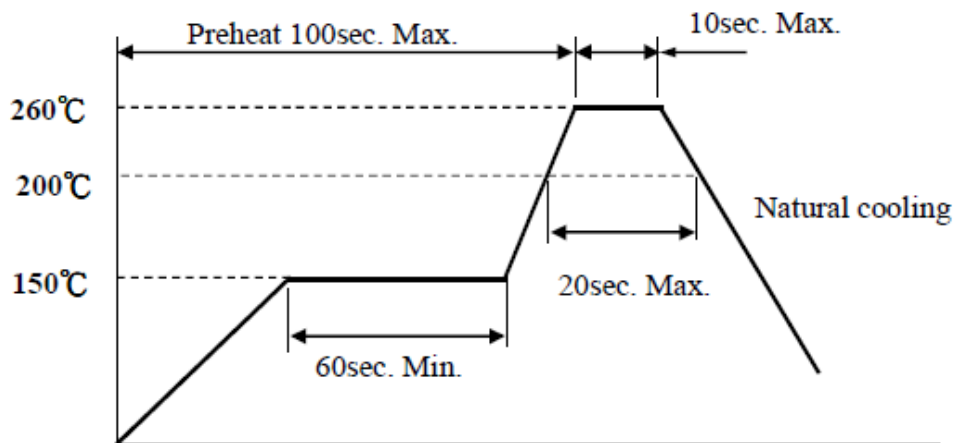 Preheat 100sec. Max.
10sec. Max.
260℃
200℃
Natural cooling
150℃
20sec. Max.
60sec. Min.